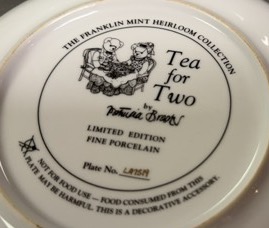 THE FRANKLIN MINT HEIRLOOM COLLECTION
Tea
for
Two
by
LIMITED EDITION
FINE PORCELAIN
Plate No.
NOT FOR FOOD USE — FOOD CONSUMED FROM THIS
PLATE MAY BE HARMFUL. THIS IS A DECORATIVE ACCESSORY.